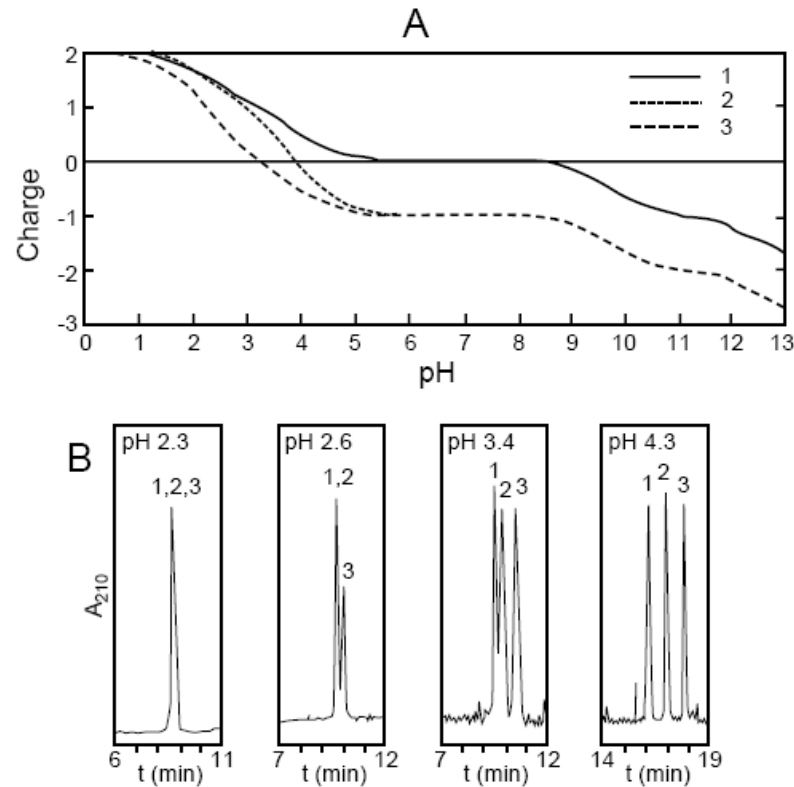 A
2
1
0
-1
-2
-3
Charge
1
2
3
0 1 2 3 4 5 6 7 8 9 10 11 12 13
pH
B
pH 2.3
1,2,3
A210
6 11
t (min)
pH 2.6
1,2
3
7 12
t (min)
pH 3.4
1
2 3
7 12
t (min)
pH 4.3
1 2 3
14 19
t (min)